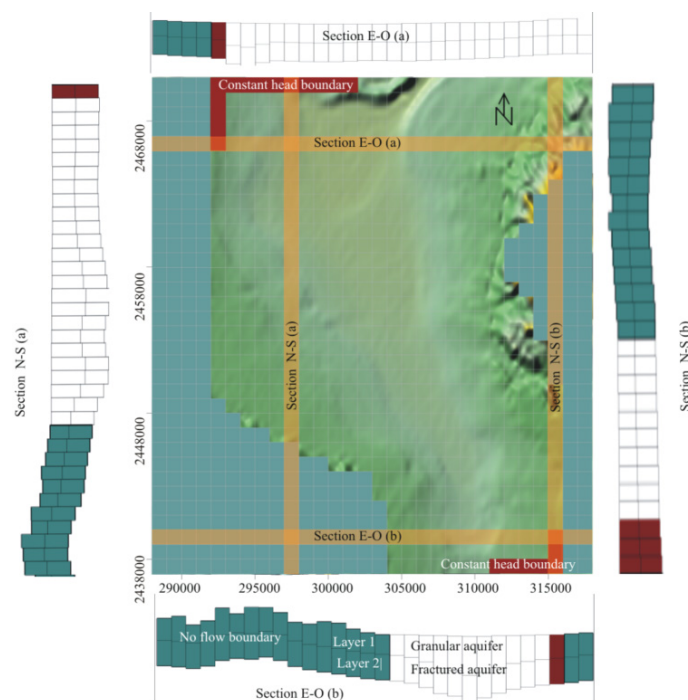 Section E-O (a)
Constant head boundary
N
Section E-O (a)
2468000
2458000
2448000
2438000
Section N-S (a)
Section N-S (a)
Section N-S (b)
Section N-S (b)
Section E-O (b)
Constant head boundary
290000 295000 300000 305000 310000 315000
No flow boundary
Layer 1
Layer 2|
Granular aquifer
Fractured aquifer
Section E-O (b)